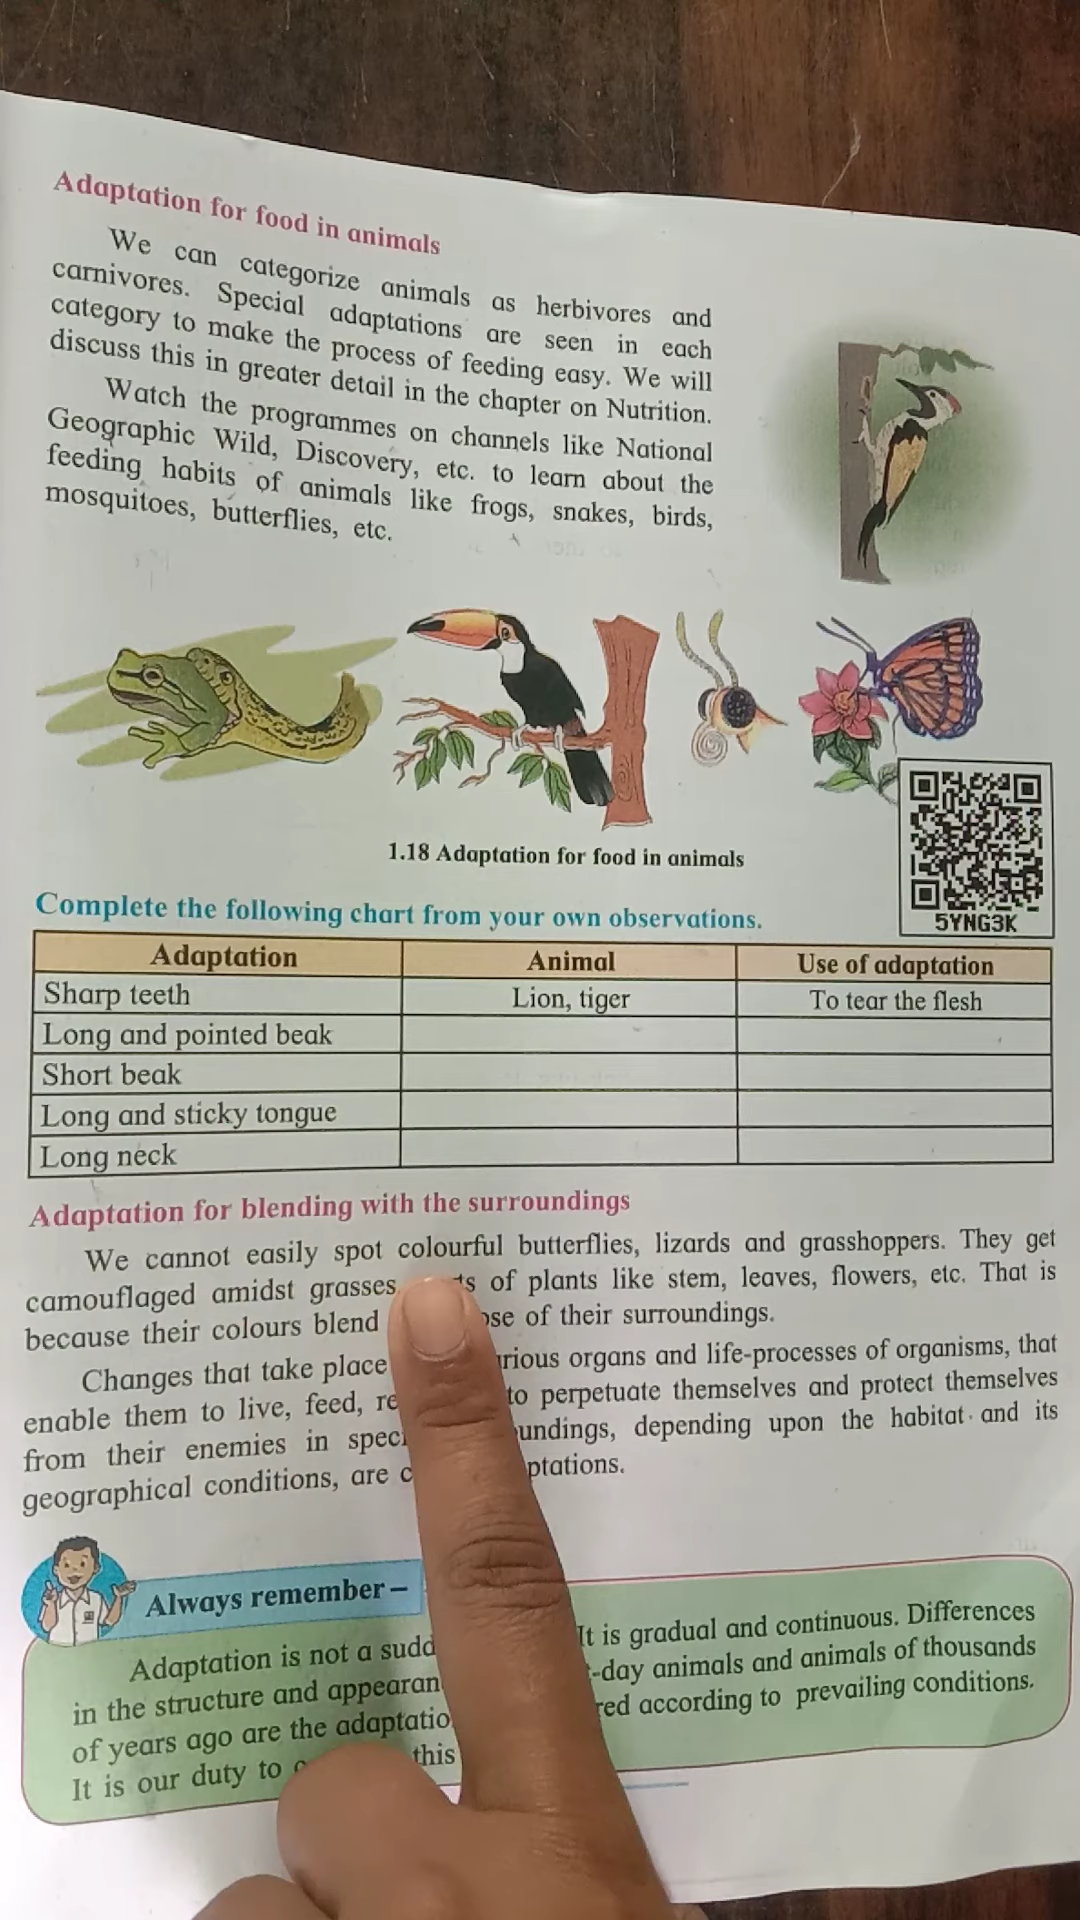 Adaptation for food in animals
We can categorize animals as herbivores and
carnivores. Special adaptations are seen in each
category to make the process of feeding easy. We will
discuss this in greater detail in the chapter on Nutrition.
Watch the programmes on channels like National
Geographic Wild, Discovery, etc. to learn about the
feeding habits of animals like frogs, snakes, birds,
mosquitoes, butterflies, etc.
1.18 Adaptation for food in animals
5YNG3K
Complete the following chart from your own observations.
Adaptation Animal Use of adaptation
Sharp teeth Lion, tiger To tear the flesh
Long and pointed beak
Short beak
Long and sticky tongue
Long neck
Adaptation for blending with the surroundings
We cannot easily spot colourful butterflies, lizards and grasshoppers. They get
camouflaged amidst grasses, of plants like stem, leaves, flowers, etc. That is
because their colours blend of their surroundings.
Changes that take place organs and life-processes of organisms, that
enable them to live, feed, to perpetuate themselves and protect themselves
from their enemies in depending upon the habitat and its
geographical conditions, are
Always remember –
Adaptation is not a It is gradual and continuous. Differences
in the structure and animals and animals of thousands
of years ago are the according to prevailing conditions.
It is our duty to this